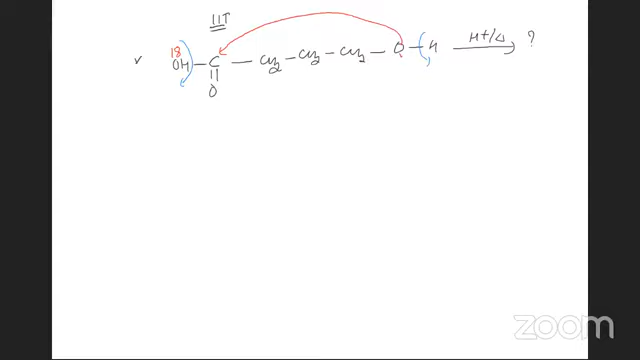 IIT
18
OH – C – CH2 – CH2 – CH2 – O – H H+/Δ ?
O
zoom